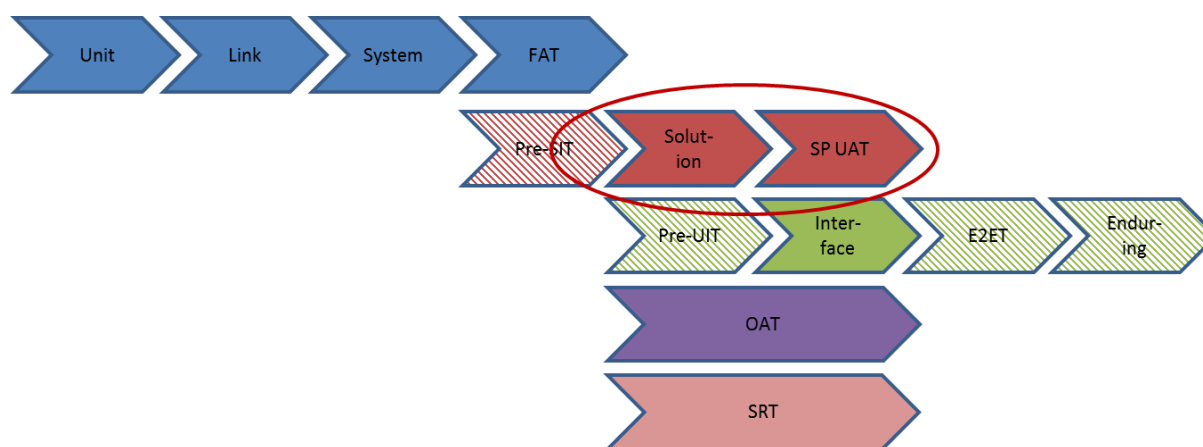 Unit
Link
System
FAT
Pre-SIT
Solut-
ion
SP UAT
Pre-UIT
Inter-
face
E2ET
Endur-
ing
OAT
SRT